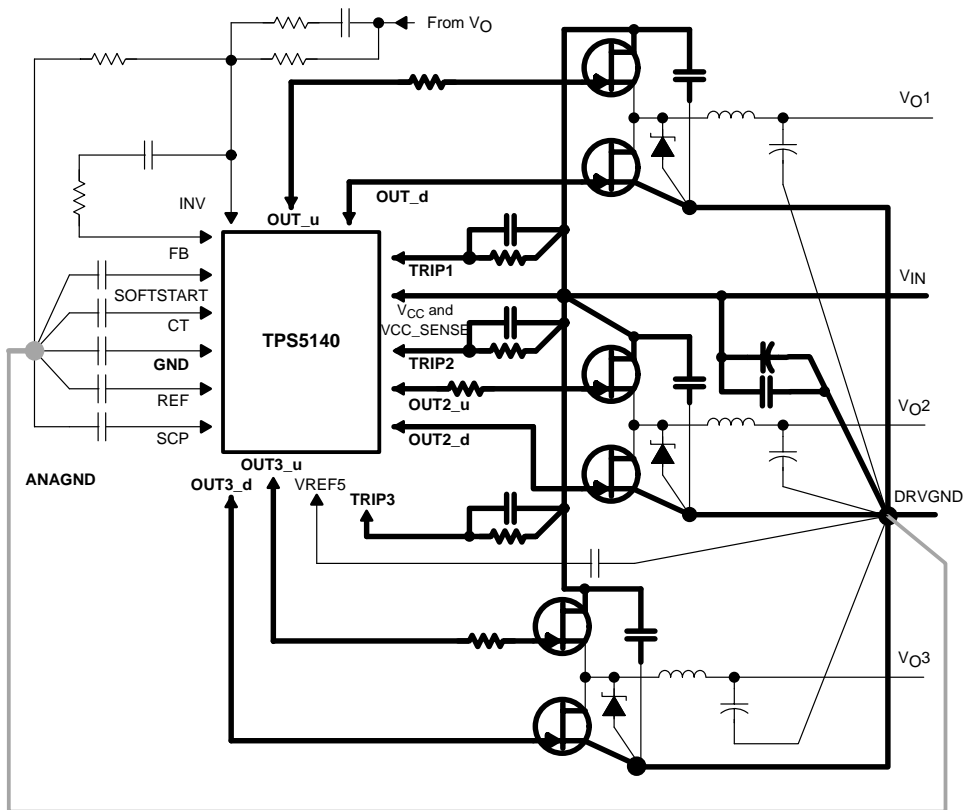 From VO
VO1
OUT_d
INV
OUT_u
FB
TRIP1
SOFTSTART
VIN
VCC and
VCC_SENSE
CT
TPS5140
TRIP2
GND
OUT2_u
REF
VO2
OUT2_d
SCP
OUT3_u
ANAGND
OUT3_d
VREF5
TRIP3
DRVGND
VO3